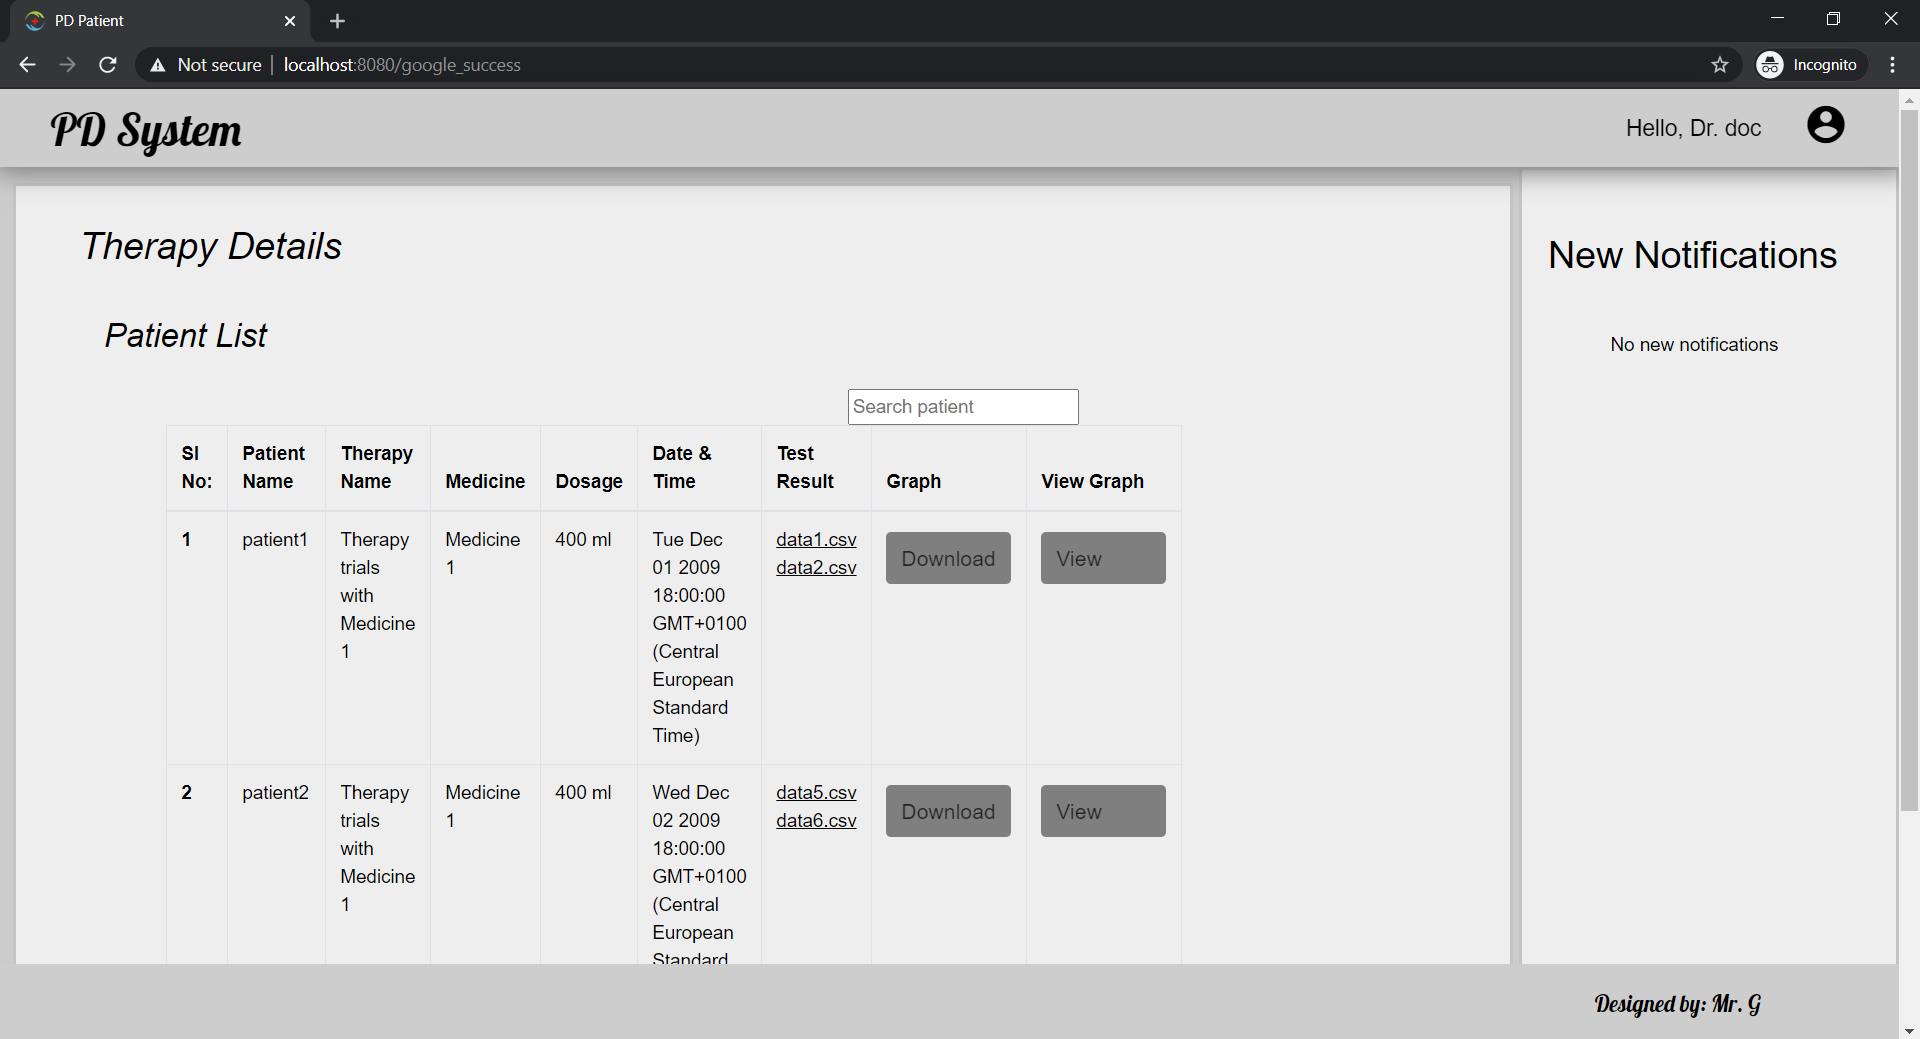 PD Patient
Not secure
localhost:8080/google_success
Incognito
PD System
Hello, Dr. doc
Therapy Details
Patient List
New Notifications
No new notifications
Search patient
Sl No:
Patient Name
Therapy Name
Medicine
Dosage
Date & Time
Test Result
Graph
View Graph
1
patient1
Therapy
trials
with
Medicine
1
Medicine
1
400 ml
Tue Dec
01 2009
18:00:00
GMT+0100
(Central
European
Standard
Time)
data1.csv
data2.csv
Download
View
2
patient2
Therapy
trials
with
Medicine
1
Medicine
1
400 ml
Wed Dec
02 2009
18:00:00
GMT+0100
(Central
European
Standard
data5.csv
data6.csv
Download
View
Designed by: Mr. G